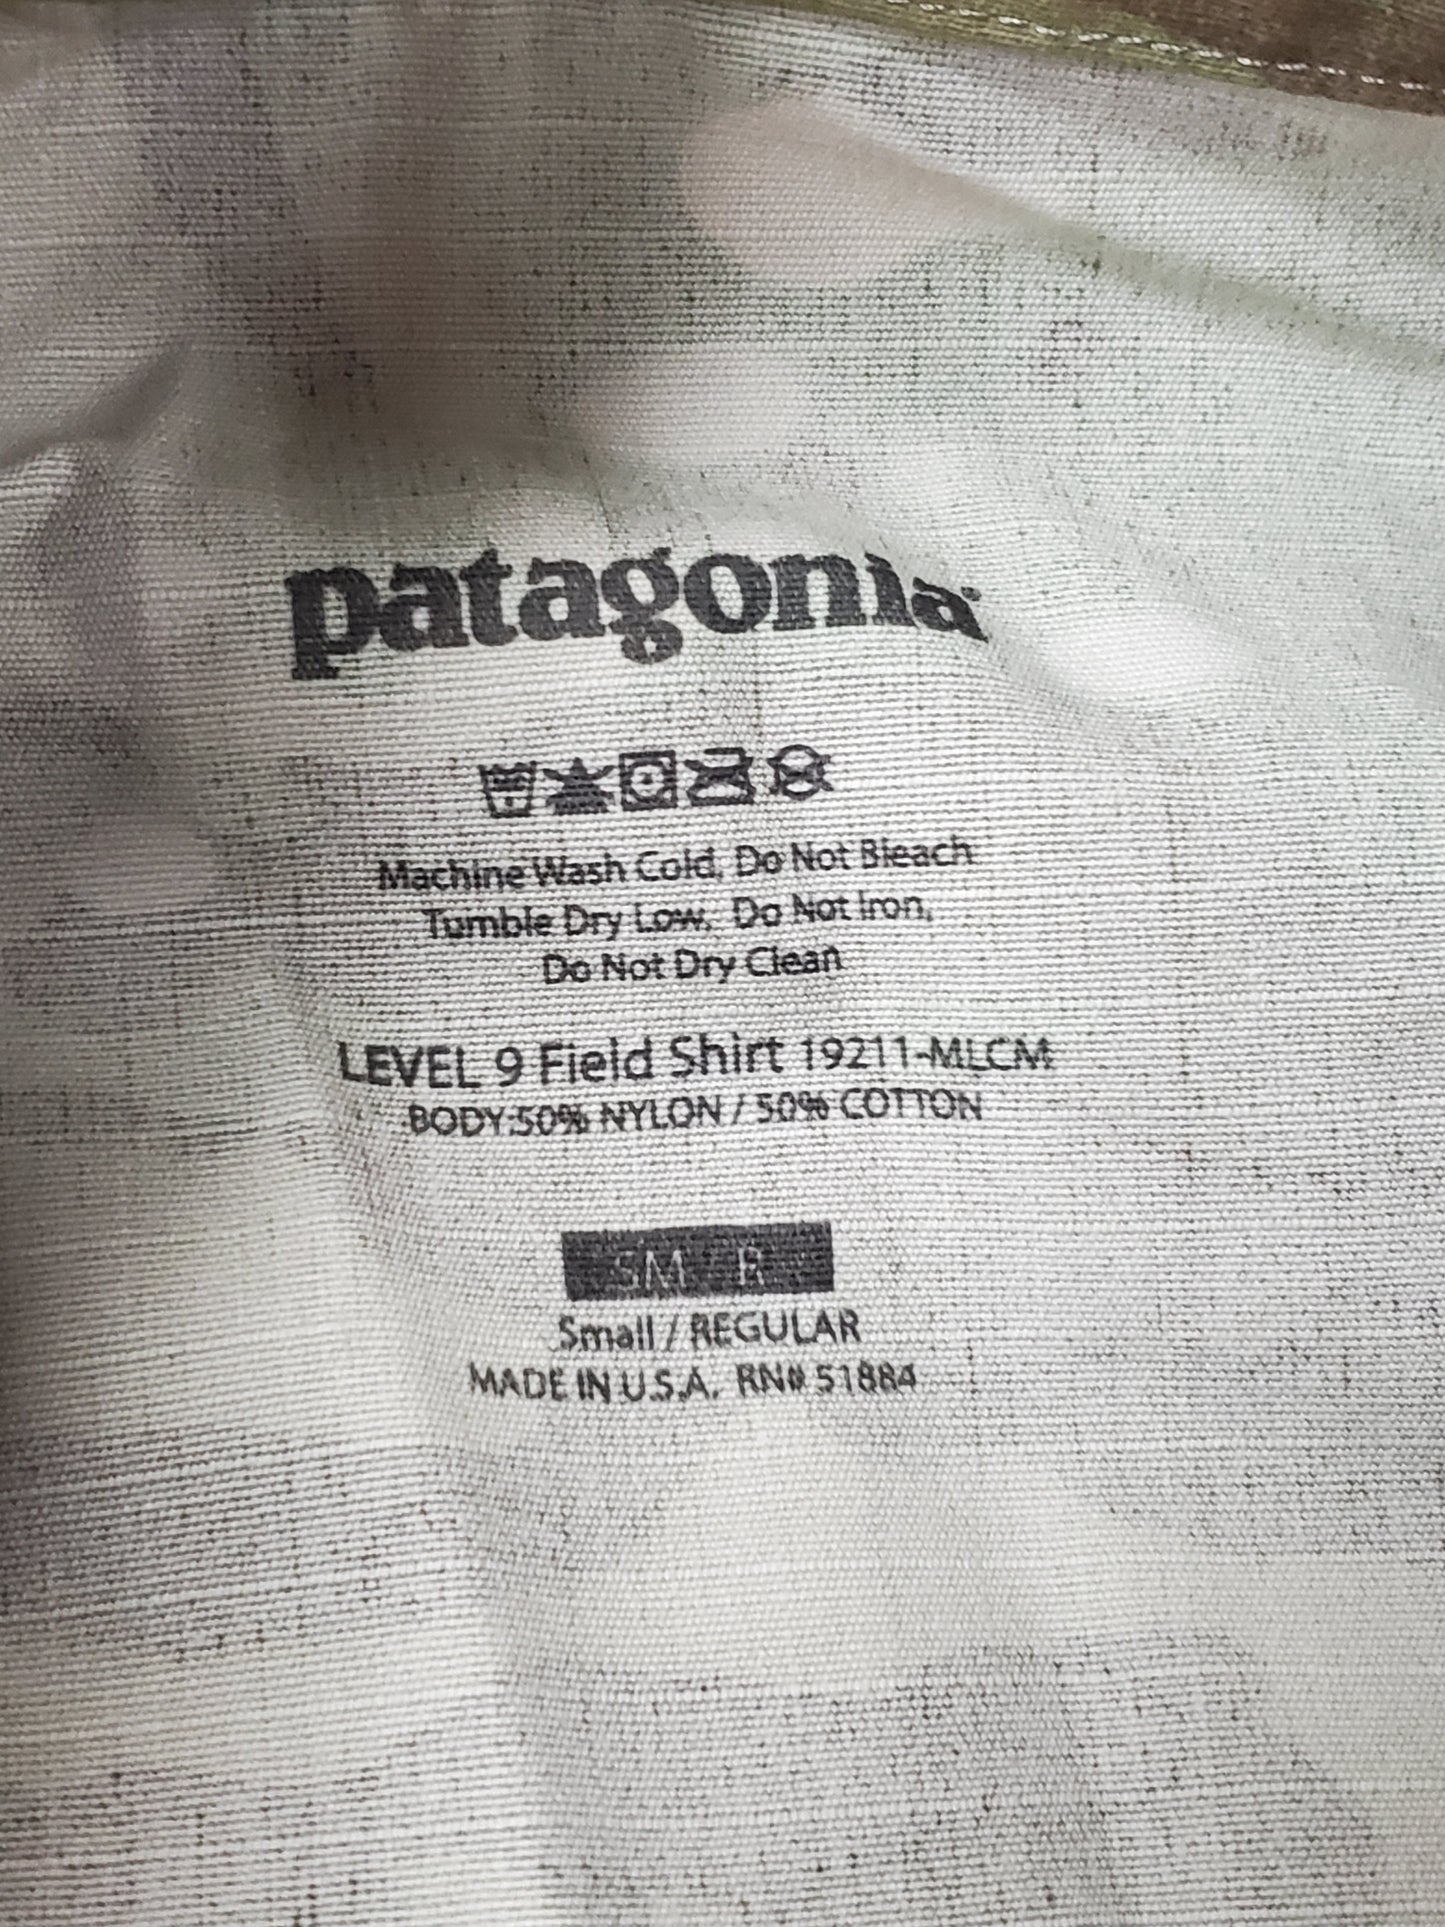 patagonia®
Machine Wash Cold, Do Not Bleach
Tumble Dry Low, Do Not Iron,
Do Not Dry Clean
LEVEL 9 Field Shirt 19211-MLCM
BODY:50% NYLON / 50% COTTON
SM / R
Small / REGULAR
MADE IN U.S.A. RN# 51884